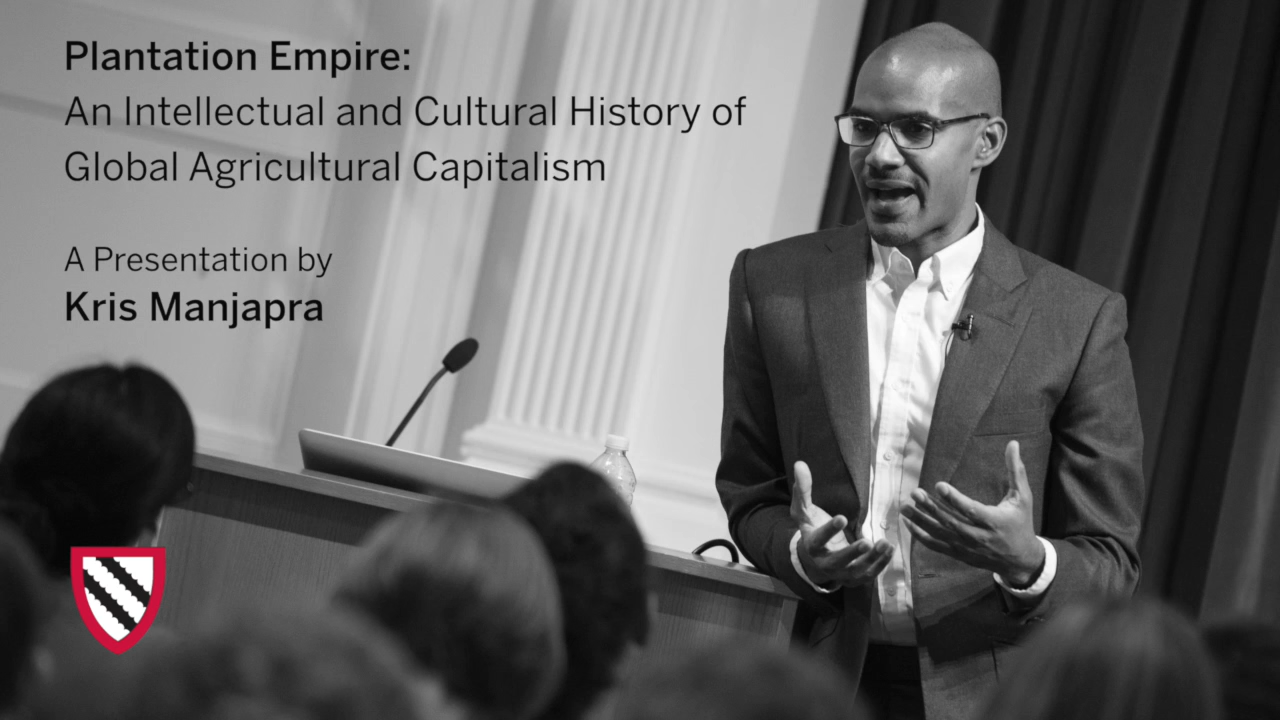 Plantation Empire:
An Intellectual and Cultural History of
Global Agricultural Capitalism
A Presentation by
Kris Manjapra